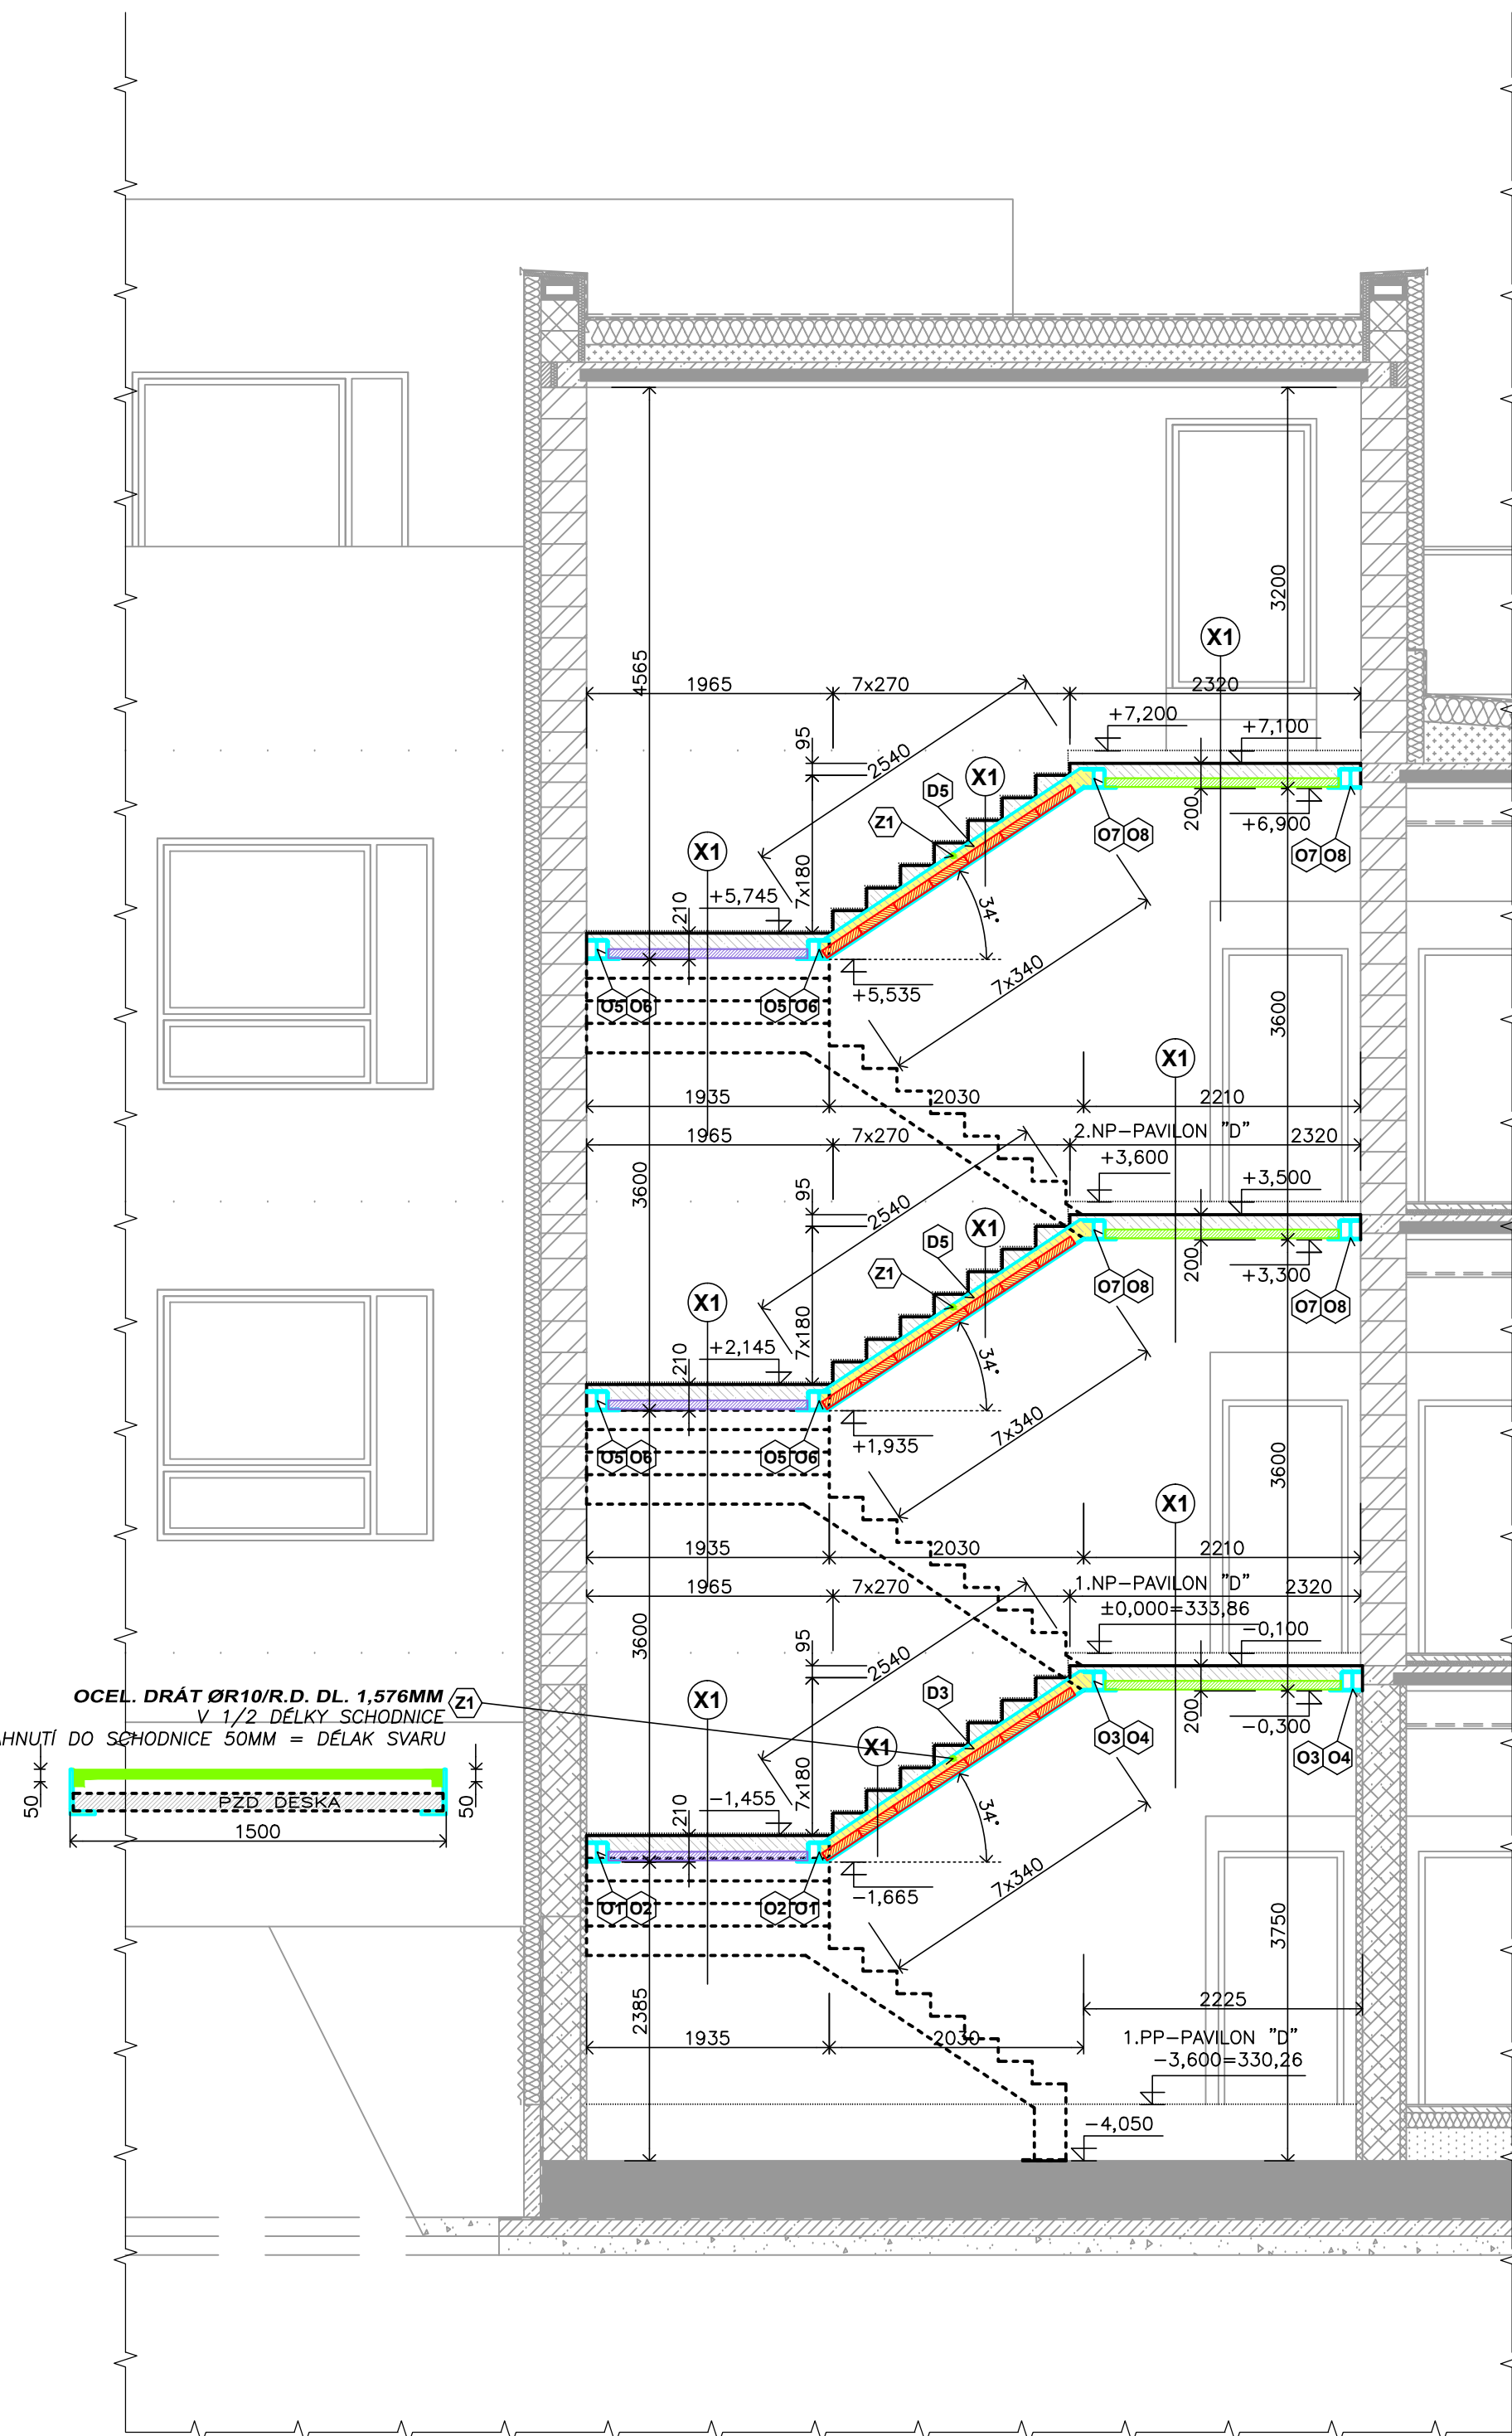 3200
X1
4565
1965
7x270
2320
+7,200
+7,100
95
2540
X1
D5
Z1
200
+6,900
O7 O8
O7 O8
X1
7x180
+5,745
210
34°
7x340
+5,535
O5 O6
O5 O6
3600
X1
1935
2030
2210
1965
7x270
2.NP-PAVILON "D"
2320
+3,600
+3,500
3600
95
2540
X1
D5
Z1
200
+3,300
O7 O8
O7 O8
X1
7x180
+2,145
210
34°
7x340
+1,935
O5 O6
O5 O6
3600
X1
1935
2030
2210
1965
7x270
1.NP-PAVILON "D"
2320
±0,000=333,86
-0,100
3600
95
2540
OCEL. DRÁT ØR10/R.D. DL. 1,576MM
Z1
V 1/2 DÉLKY SCHODNICE
AHNUTÍ DO SCHODNICE 50MM = DÉLAK SVARU
X1
D3
X1
200
-0,300
O3 O4
O3 O4
50
PZD DESKA
50
1500
7x180
-1,455
210
34°
7x340
-1,665
O1 O2
O2 O1
3750
2385
1935
2030
2225
1.PP-PAVILON "D"
-3,600=330,26
-4,050